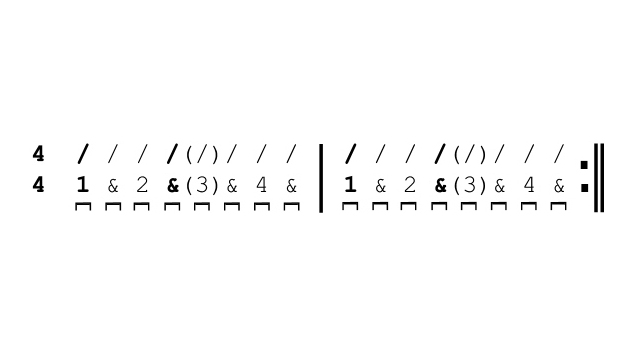 4 / / / / (/) / / / | / / / / (/) / / / :||
4 1 & 2 & (3) & 4 & | 1 & 2 & (3) & 4 & :||